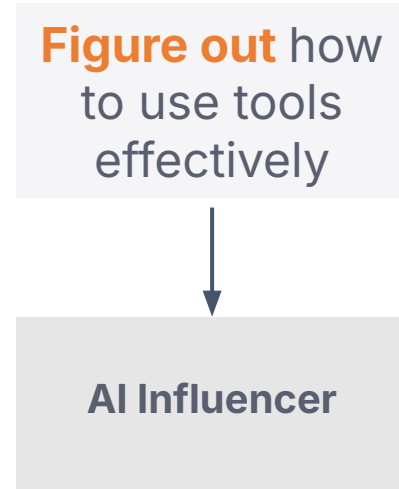 Figure out how
to use tools
effectively
AI Influencer